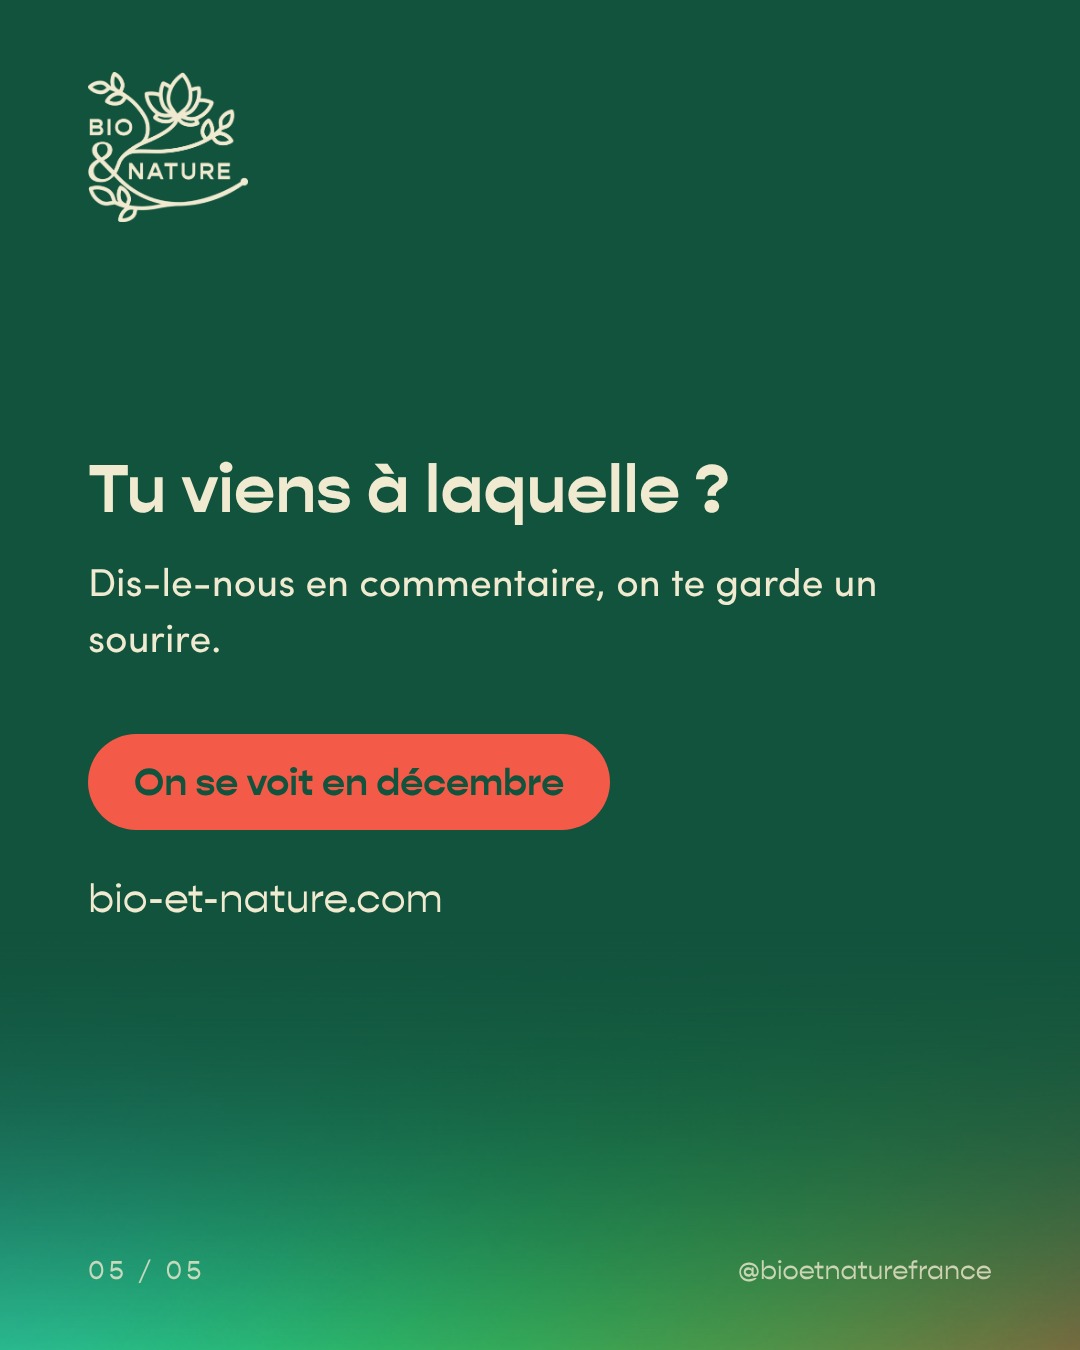 BIO
& NATURE
Tu viens à laquelle ?
Dis-le-nous en commentaire, on te garde un
sourire.
On se voit en décembre
bio-et-nature.com
05 / 05
@bioetnaturefrance